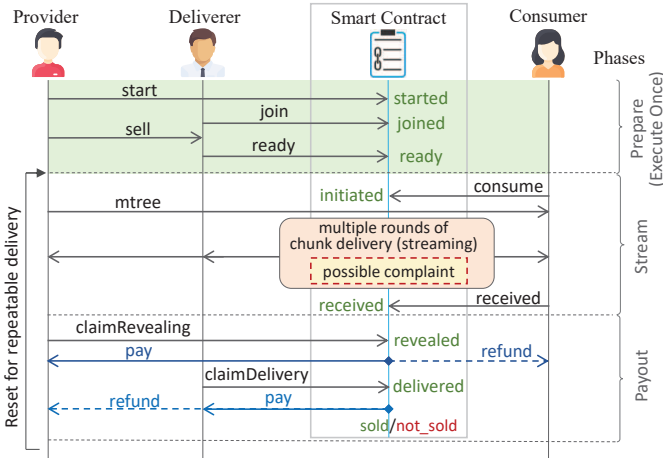 Provider
Deliverer
Smart Contract
Consumer
Phases
start
started
join
joined
sell
ready
ready
Prepare
(Execute Once)
consume
initiated
mtree
multiple rounds of
chunk delivery (streaming)
possible complaint
received
received
Stream
claimRevealing
revealed
pay
refund
claimDelivery
delivered
refund
pay
sold/not_sold
Payout
Reset for repeatable delivery